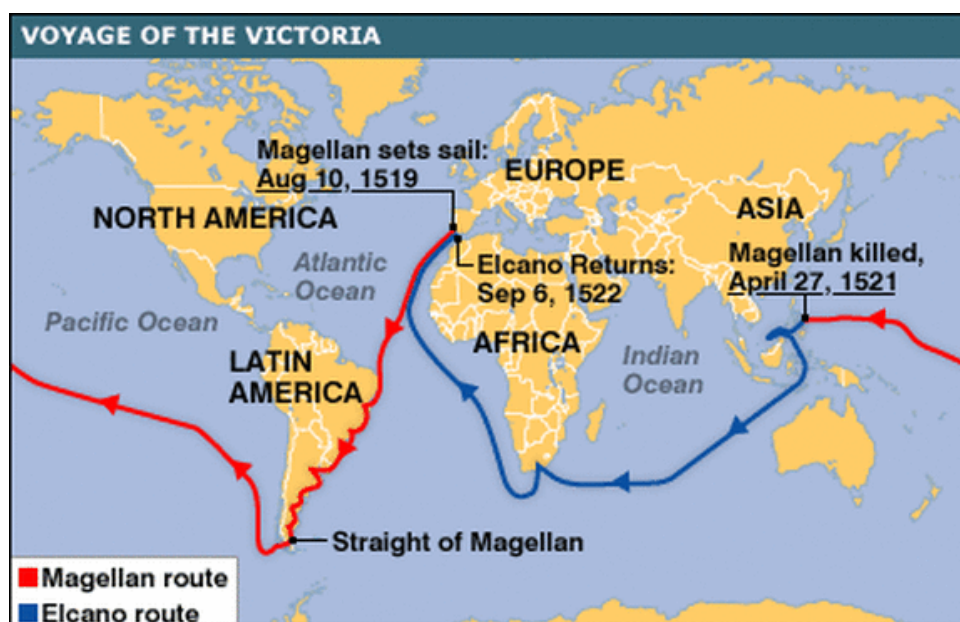 VOYAGE OF THE VICTORIA
Magellan sets sail:
Aug 10, 1519
EUROPE
NORTH AMERICA
ASIA
Atlantic
Ocean
Elcano Returns:
Sep 6, 1522
Magellan killed,
April 27, 1521
Pacific Ocean
AFRICA
LATIN
AMERICA
Indian
Ocean
Straight of Magellan
Magellan route
Elcano route